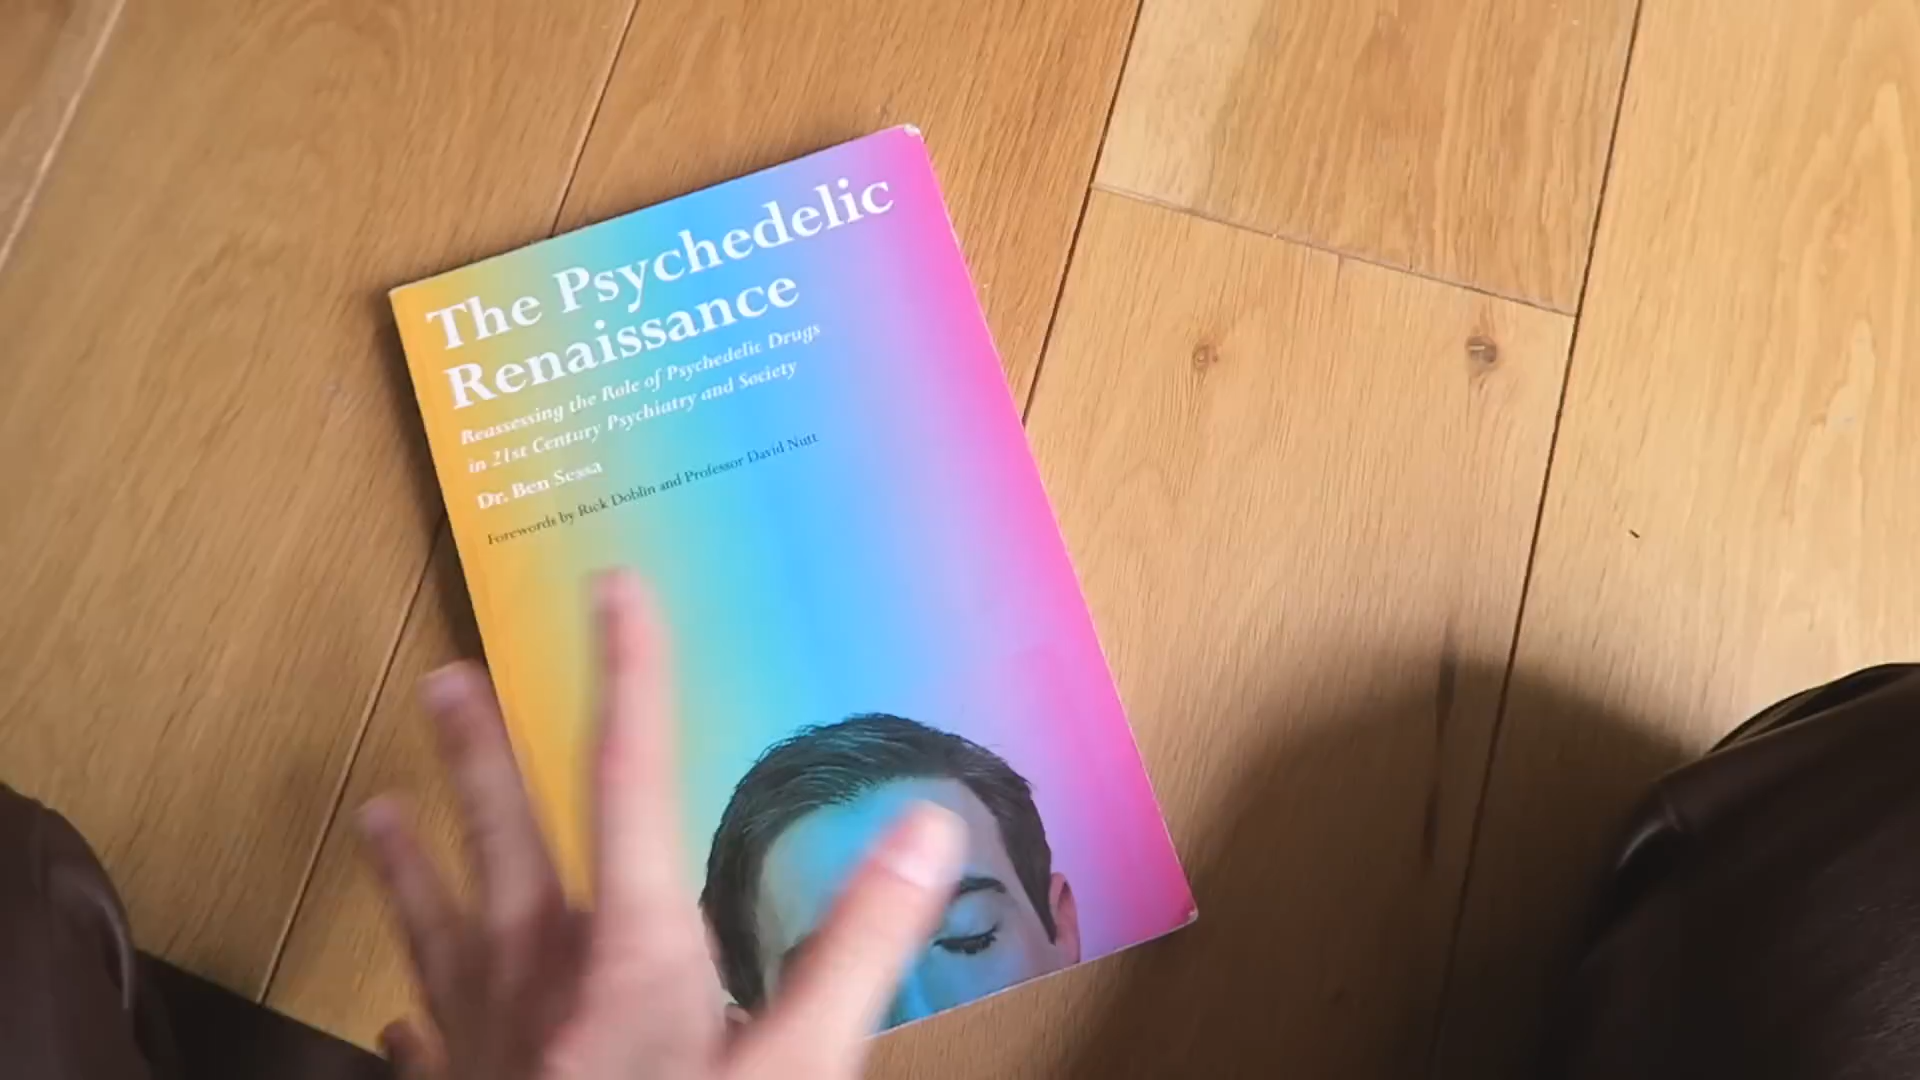 The Psychedelic
Renaissance
Reassessing the Role of Psychedelic Drugs
in 21st Century Psychiatry and Society
Dr. Ben Sessa
Forewords by Rick Doblin and Professor David Nutt